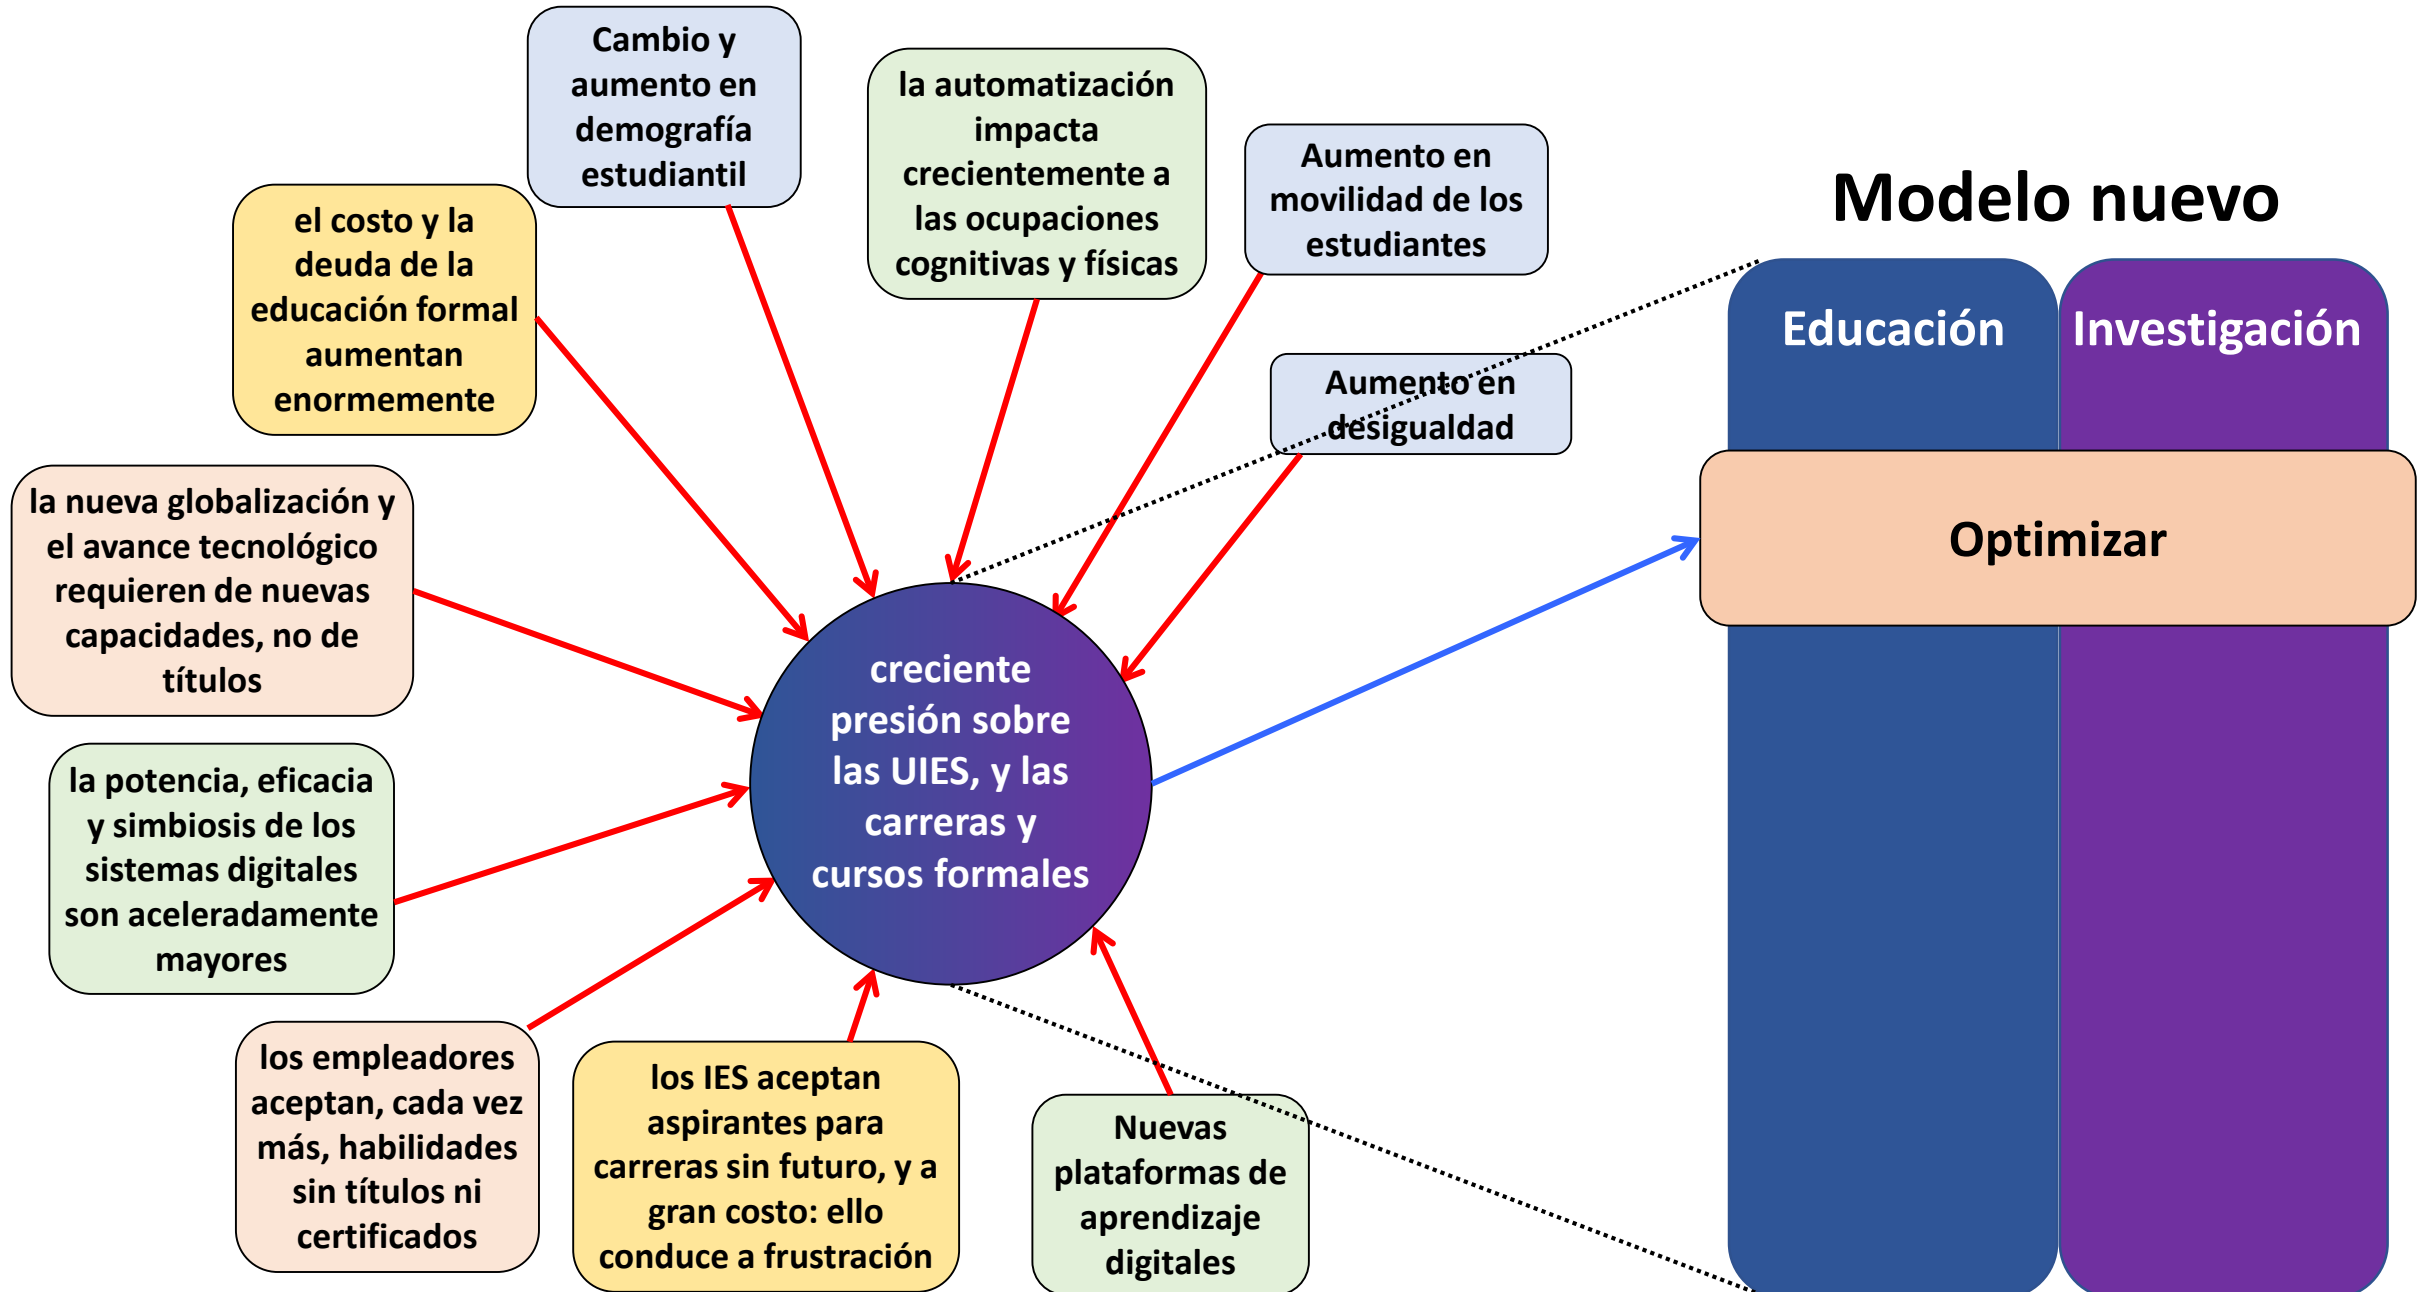 Cambio y
aumento en
demografía
estudiantil
la automatización
impacta
crecientemente a
las ocupaciones
cognitivas y físicas
Aumento en
movilidad de los
estudiantes
Aumento en
desigualdad
el costo y la
deuda de la
educación formal
aumentan
enormemente
la nueva globalización y
el avance tecnológico
requieren de nuevas
capacidades, no de
títulos
la potencia, eficacia
y simbiosis de los
sistemas digitales
son aceleradamente
mayores
los empleadores
aceptan, cada vez
más, habilidades
sin títulos ni
certificados
los IES aceptan
aspirantes para
carreras sin futuro, y a
gran costo: ello
conduce a frustración
Nuevas
plataformas de
aprendizaje
digitales
creciente
presión sobre
las UIES, y las
carreras y
cursos formales
Modelo nuevo
Educación
Investigación
Optimizar